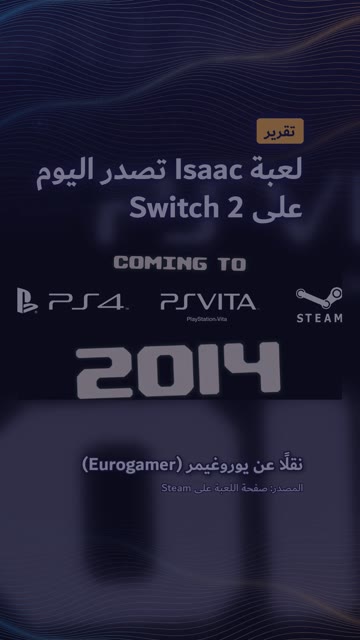 تقرير
لعبة Isaac تصدر اليوم
على Switch 2
COMING TO
PS4 PSVITA
PlayStation.Vita
STEAM
2014
نقلًا عن يوروغيمر (Eurogamer)
المصدر: صفحة اللعبة على Steam